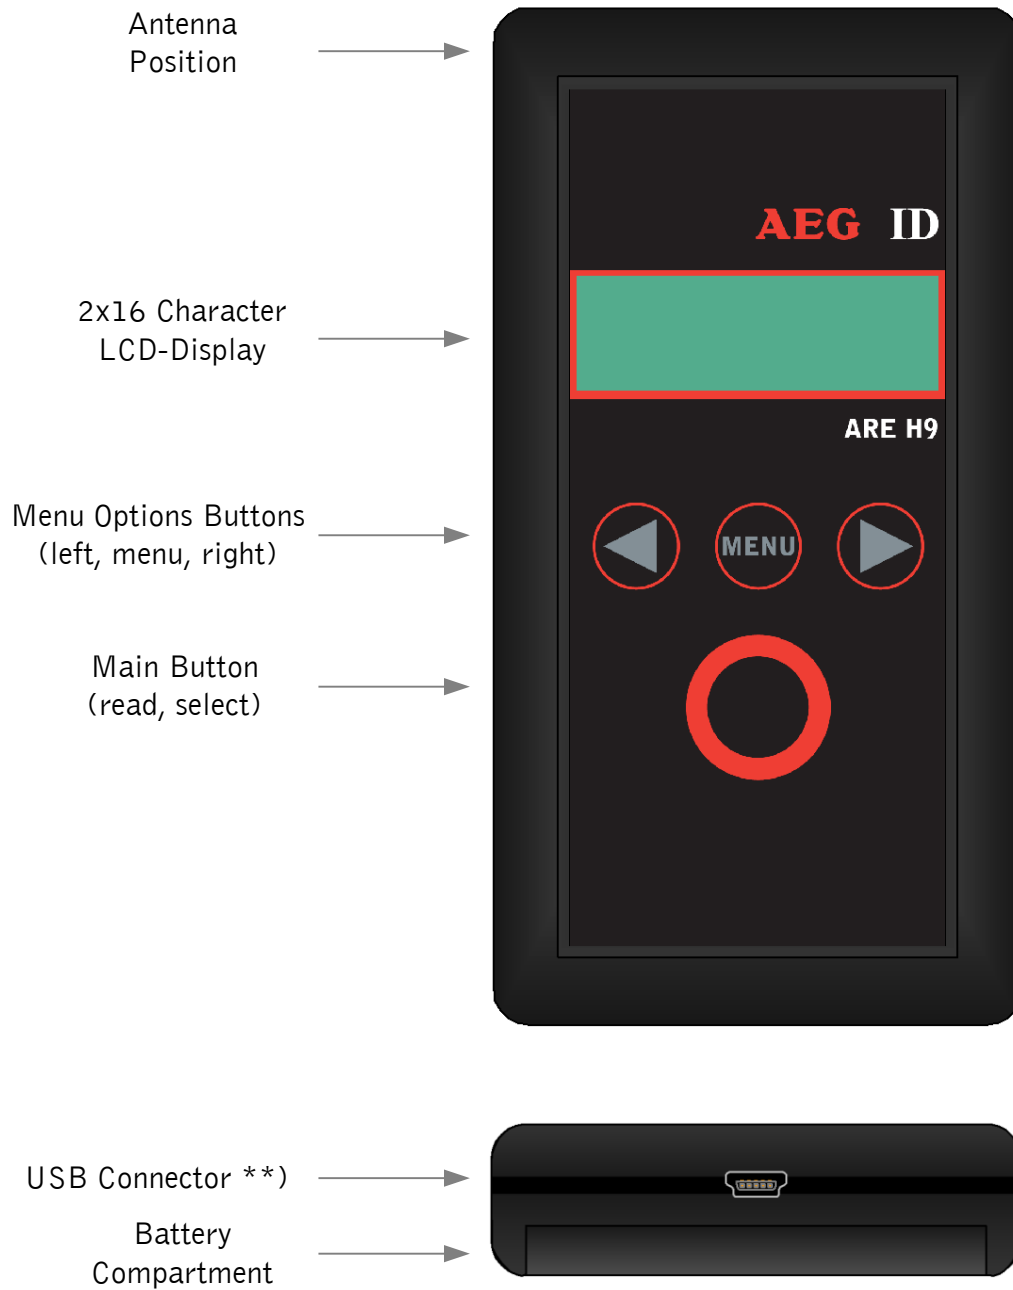 Antenna
Position
AEG ID
2x16 Character
LCD-Display
ARE H9
Menu Options Buttons
(left, menu, right)
MENU
Main Button
(read, select)
USB Connector **)
Battery
Compartment